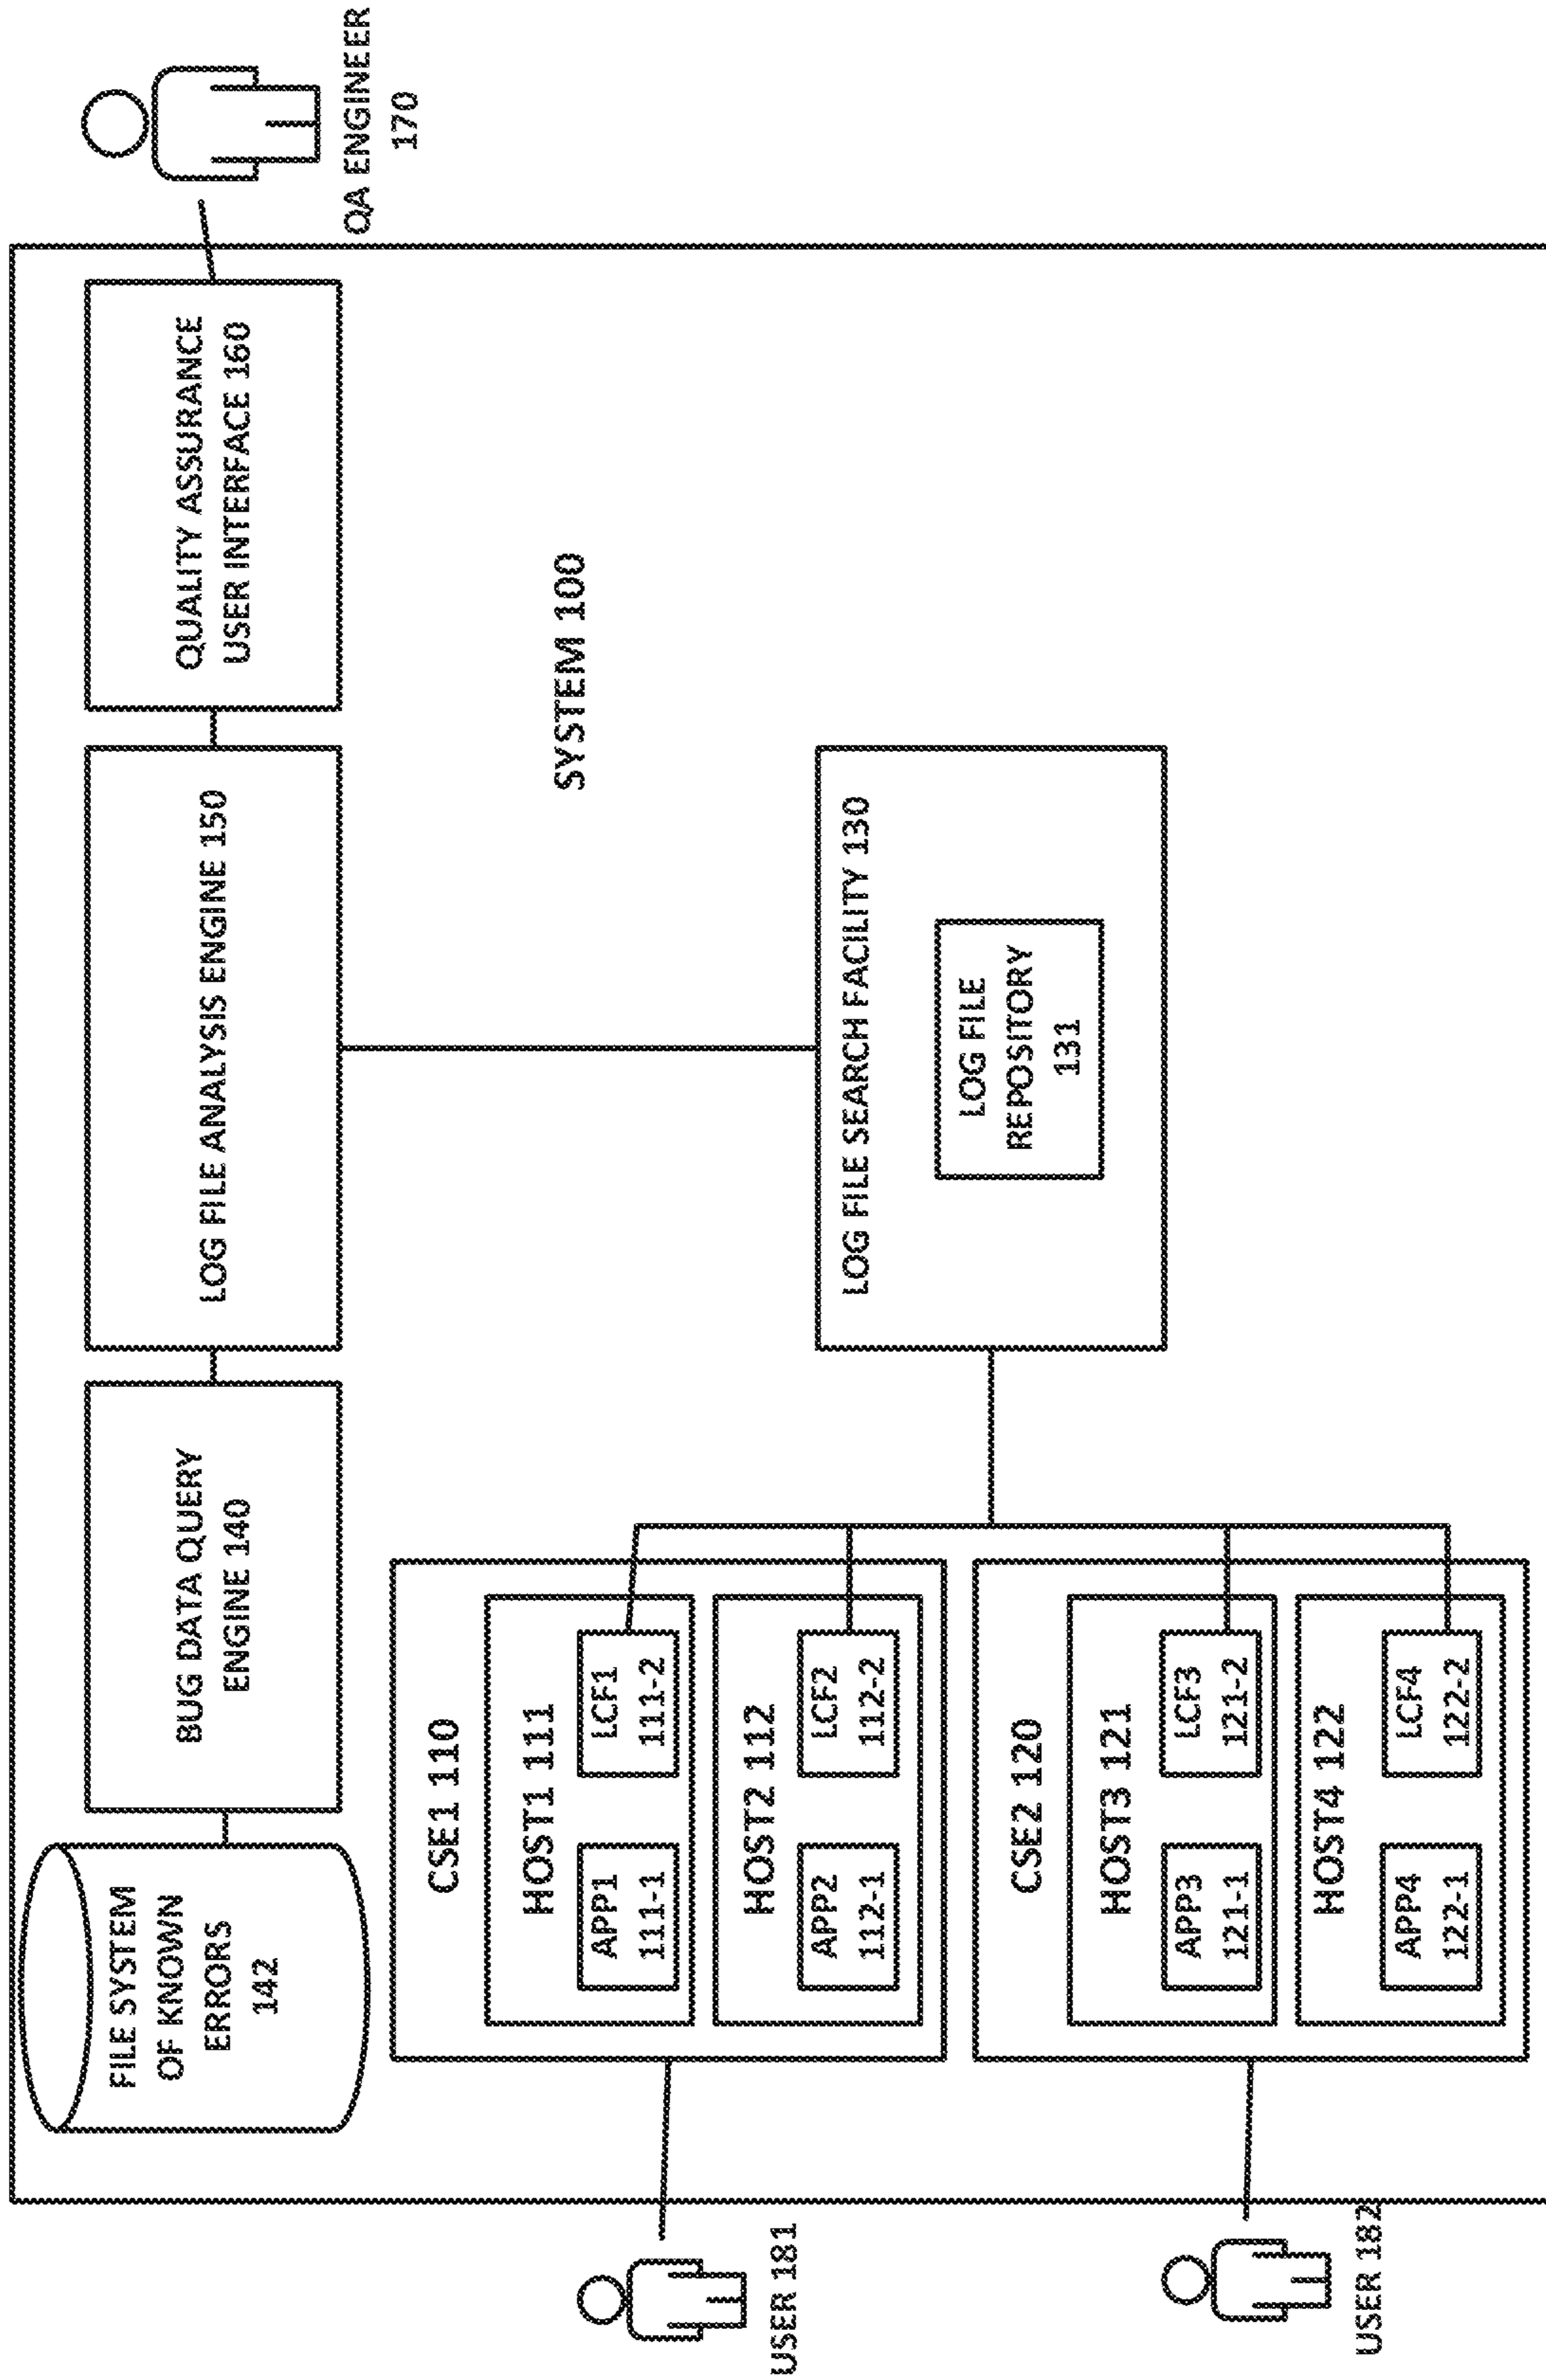 FILE SYSTEM
OF KNOWN
ERRORS
142
BUG DATA QUERY
ENGINE 140
LOG FILE ANALYSIS ENGINE 150
QUALITY ASSURANCE
USER INTERFACE 160
QA ENGINEER
170
SYSTEM 100
CSE1 110
HOST1 111
APP1
111-1
LCF1
111-2
HOST2 112
APP2
112-1
LCF2
112-2
LOG FILE SEARCH FACILITY 130
LOG FILE
REPOSITORY
131
USER 181
CSE2 120
HOST3 121
APP3
121-1
LCF3
121-2
HOST4 122
APP4
122-1
LCF4
122-2
USER 182